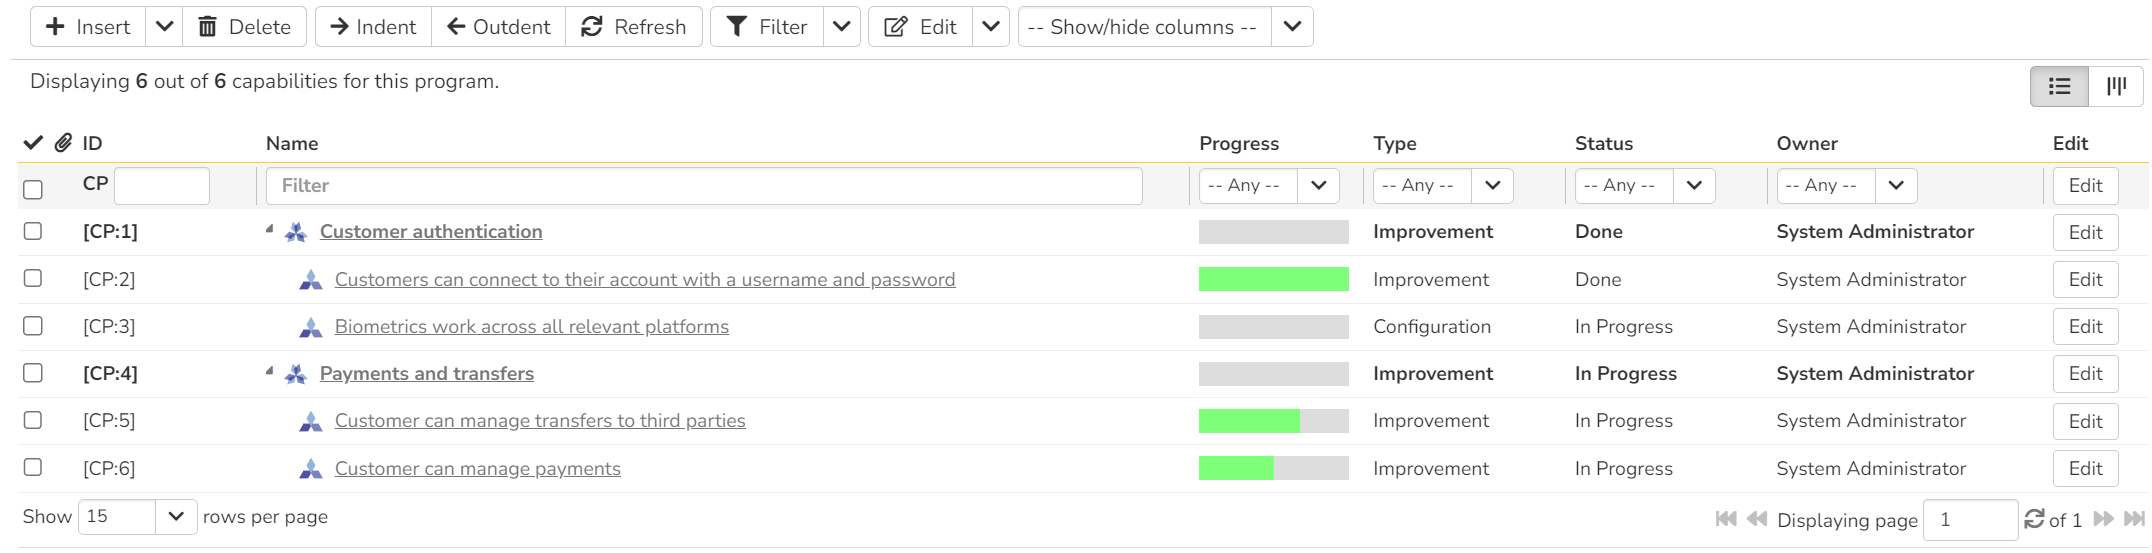 Insert Delete Indent Outdent Refresh Filter Edit -- Show/hide columns --
Displaying 6 out of 6 capabilities for this program.
ID Name Progress Type Status Owner Edit
CP Filter -- Any -- -- Any -- -- Any -- -- Any -- Edit
[CP:1] Customer authentication Improvement Done System Administrator Edit
[CP:2] Customers can connect to their account with a username and password Improvement Done System Administrator Edit
[CP:3] Biometrics work across all relevant platforms Configuration In Progress System Administrator Edit
[CP:4] Payments and transfers Improvement In Progress System Administrator Edit
[CP:5] Customer can manage transfers to third parties Improvement In Progress System Administrator Edit
[CP:6] Customer can manage payments Improvement In Progress System Administrator Edit
Show 15 rows per page Displaying page 1 of 1